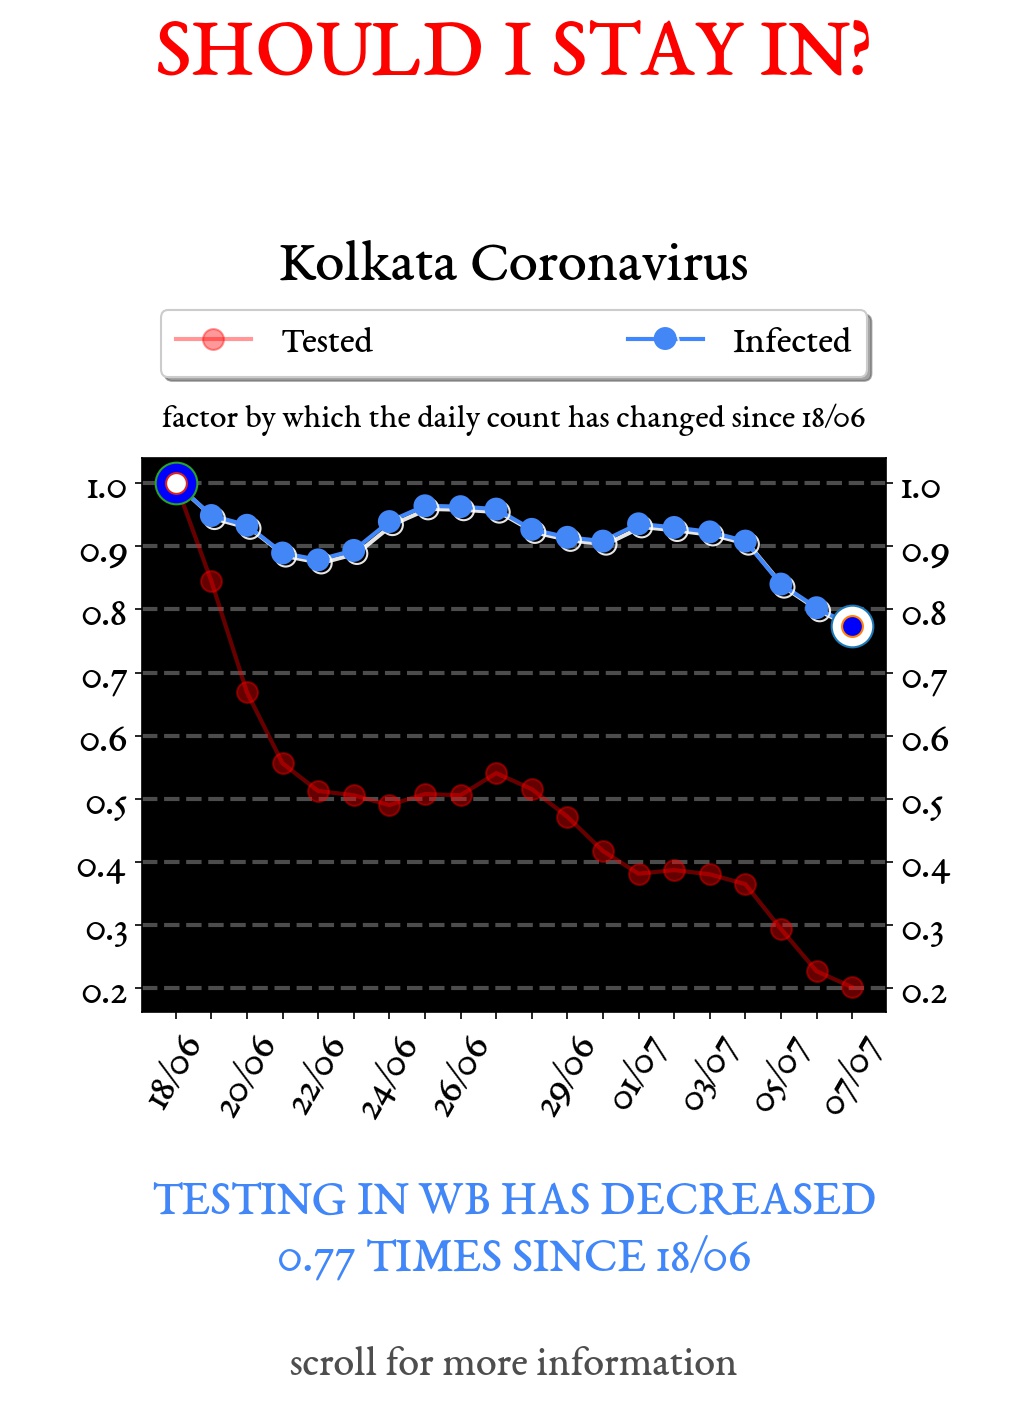 SHOULD I STAY IN?
Kolkata Coronavirus
Tested Infected
factor by which the daily count has changed since 18/06
1.0 1.0
0.9 0.9
0.8 0.8
0.7 0.7
0.6 0.6
0.5 0.5
0.4 0.4
0.3 0.3
0.2 0.2
18/06 20/06 22/06 24/06 26/06 29/06 01/07 03/07 05/07 07/07
TESTING IN WB HAS DECREASED
0.77 TIMES SINCE 18/06
scroll for more information